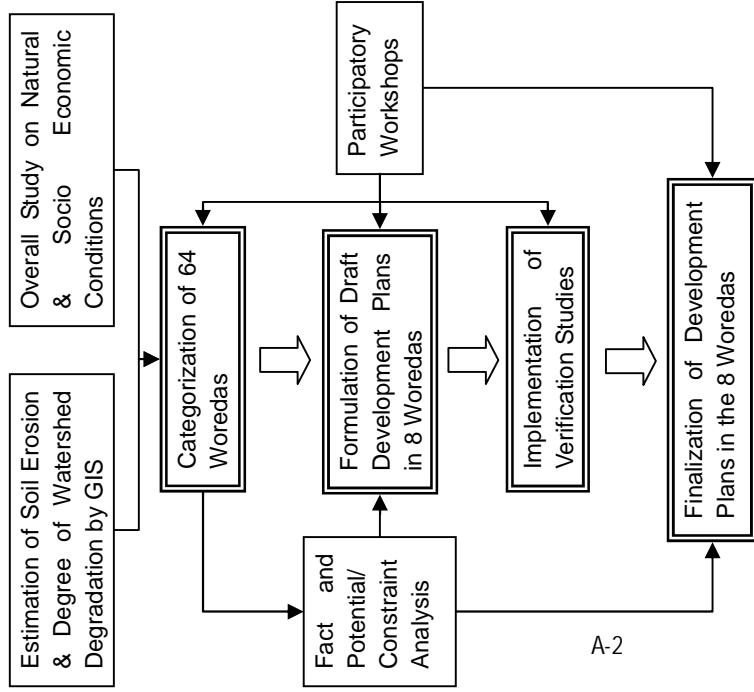 Estimation of Soil Erosion
& Degree of Watershed
Degradation by GIS
Overall Study on Natural
& Socio Economic
Conditions
Categorization of 64
Woredas
Fact and
Potential/
Constraint
Analysis
Formulation of Draft
Development Plans
in 8 Woredas
Participatory
Workshops
Implementation of
Verification Studies
Finalization of Development
Plans in the 8 Woredas
A-2